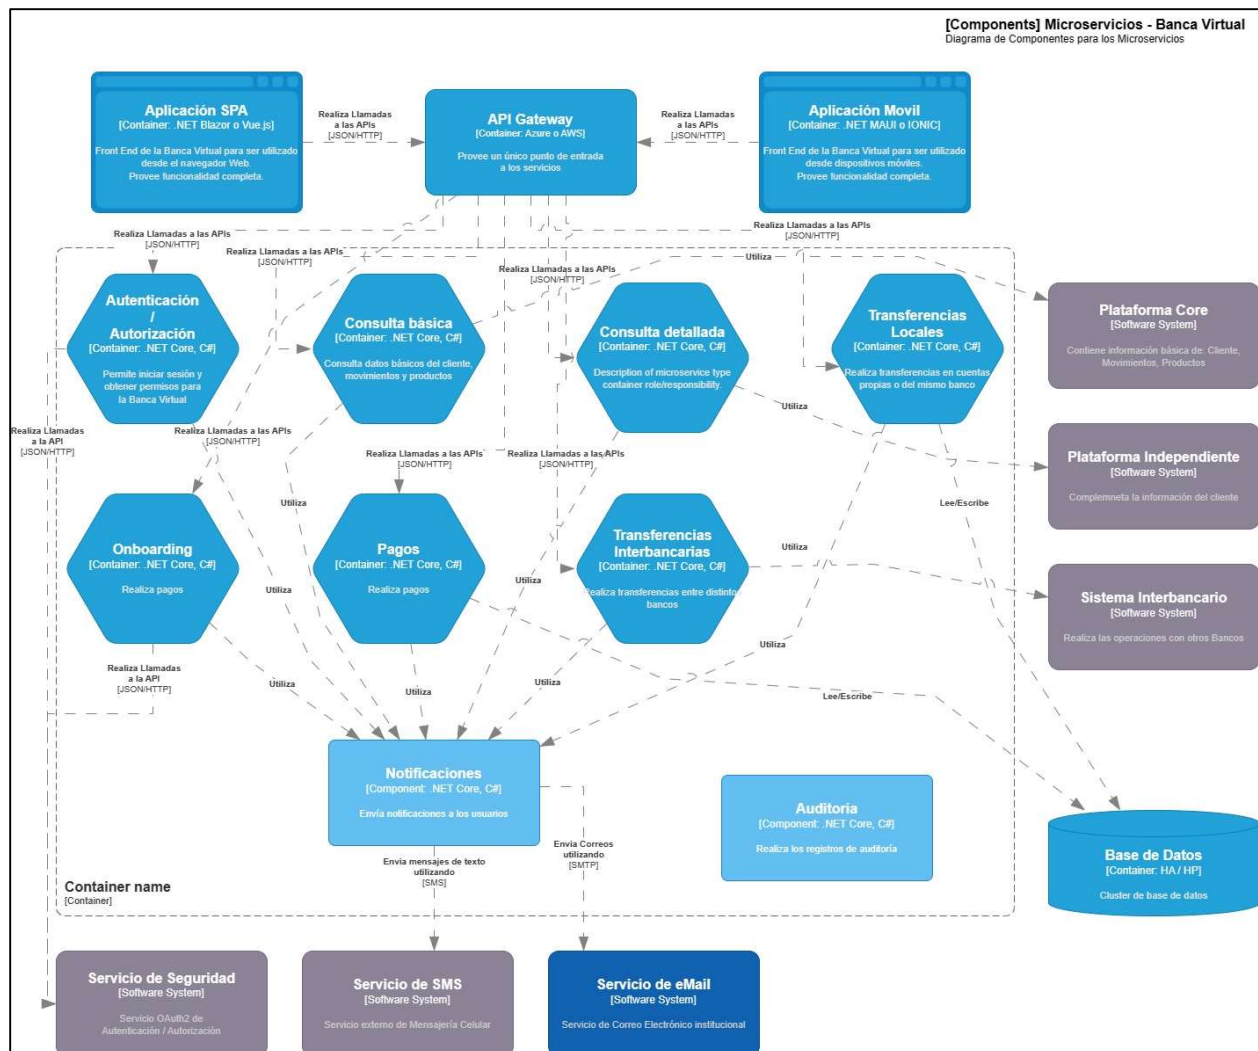 [Components] Microservicios - Banca Virtual
Diagrama de Componentes para los Microservicios
Aplicación SPA
[Container: .NET Blazor o Vue.js]
Front End de la Banca Virtual para ser utilizado
desde el navegador Web.
Provee funcionalidad completa.
Realiza Llamadas
a las APIs
[JSON/HTTP]
API Gateway
[Container: Azure o AWS]
Provee un único punto de entrada
a los servicios
Realiza Llamadas
a las APIs
[JSON/HTTP]
Aplicación Movil
[Container: .NET MAUI o IONIC]
Front End de la Banca Virtual para ser utilizado
desde dispositivos móviles.
Provee funcionalidad completa.
Realiza Llamadas a las APIs
[JSON/HTTP]
Realiza Llamadas a las APIs
[JSON/HTTP]
Realiza Llamadas a las APIs
[JSON/HTTP]
Realiza Llamadas a las APIs
[JSON/HTTP]
Utiliza
Autenticación
/
Autorización
[Container: .NET Core, C#]
Permite iniciar sesión y
obtener permisos para
la Banca Virtual
Consulta básica
[Container: .NET Core, C#]
Consulta datos básicos del cliente,
movimientos y productos
Consulta detallada
[Container: .NET Core, C#]
Description of microservice type
container role/responsibility.
Transferencias
Locales
[Container: .NET Core, C#]
Realiza transferencias en cuentas
propias o del mismo banco
Plataforma Core
[Software System]
Contiene información básica de: Cliente,
Movimientos, Productos
Utiliza
Realiza Llamadas
a la API
[JSON/HTTP]
Realiza Llamadas a las APIs
[JSON/HTTP]
Realiza Llamadas a las APIs
[JSON/HTTP]
Realiza Llamadas a las APIs
[JSON/HTTP]
Plataforma Independiente
[Software System]
Complemneta la información del cliente
Utiliza
Lee/Escribe
Onboarding
[Container: .NET Core, C#]
Realiza pagos
Pagos
[Container: .NET Core, C#]
Realiza pagos
Transferencias
Interbancarias
[Container: .NET Core, C#]
Realiza transferencias entre distintos
bancos
Utiliza
Sistema Interbancario
[Software System]
Realiza las operaciones con otros Bancos
Utiliza
Utiliza
Utiliza
Realiza Llamadas
a la API
[JSON/HTTP]
Utiliza
Utiliza
Utiliza
Lee/Escribe
Notificaciones
[Component: .NET Core, C#]
Envía notificaciones a los usuarios
Auditoría
[Component: .NET Core, C#]
Realiza los registros de auditoría
Base de Datos
[Container: HA / HP]
Cluster de base de datos
Envia mensajes de texto
utilizando
[SMS]
Envia Correos
utilizando
[SMTP]
Container name
[Container]
Servicio de Seguridad
[Software System]
Servicio OAuth2 de
Autenticación / Autorización
Servicio de SMS
[Software System]
Servicio externo de Mensajería Celular
Servicio de eMail
[Software System]
Servicio de Correo Electrónico institucional